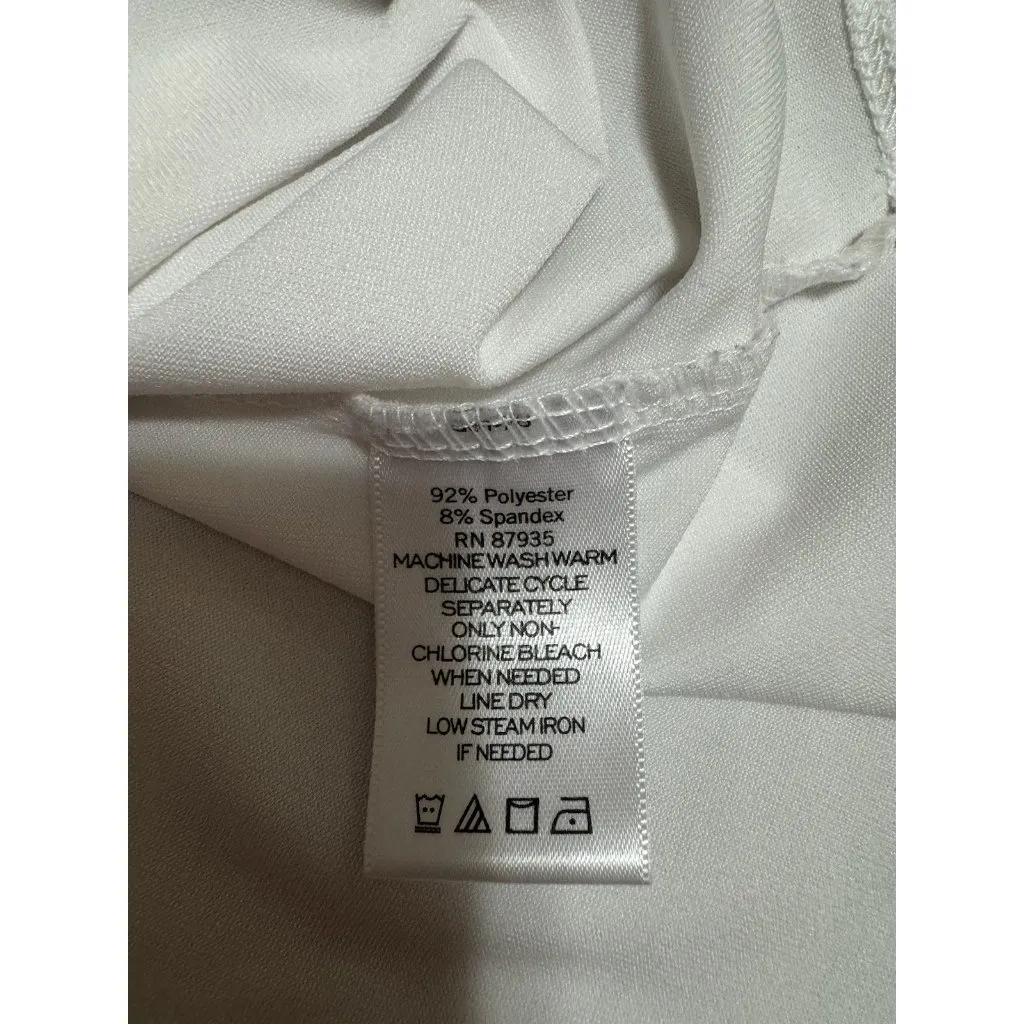 92% Polyester
8% Spandex
RN 87935
MACHINE WASH WARM
DELICATE CYCLE
SEPARATELY
ONLY NON-
CHLORINE BLEACH
WHEN NEEDED
LINE DRY
LOW STEAM IRON
IF NEEDED